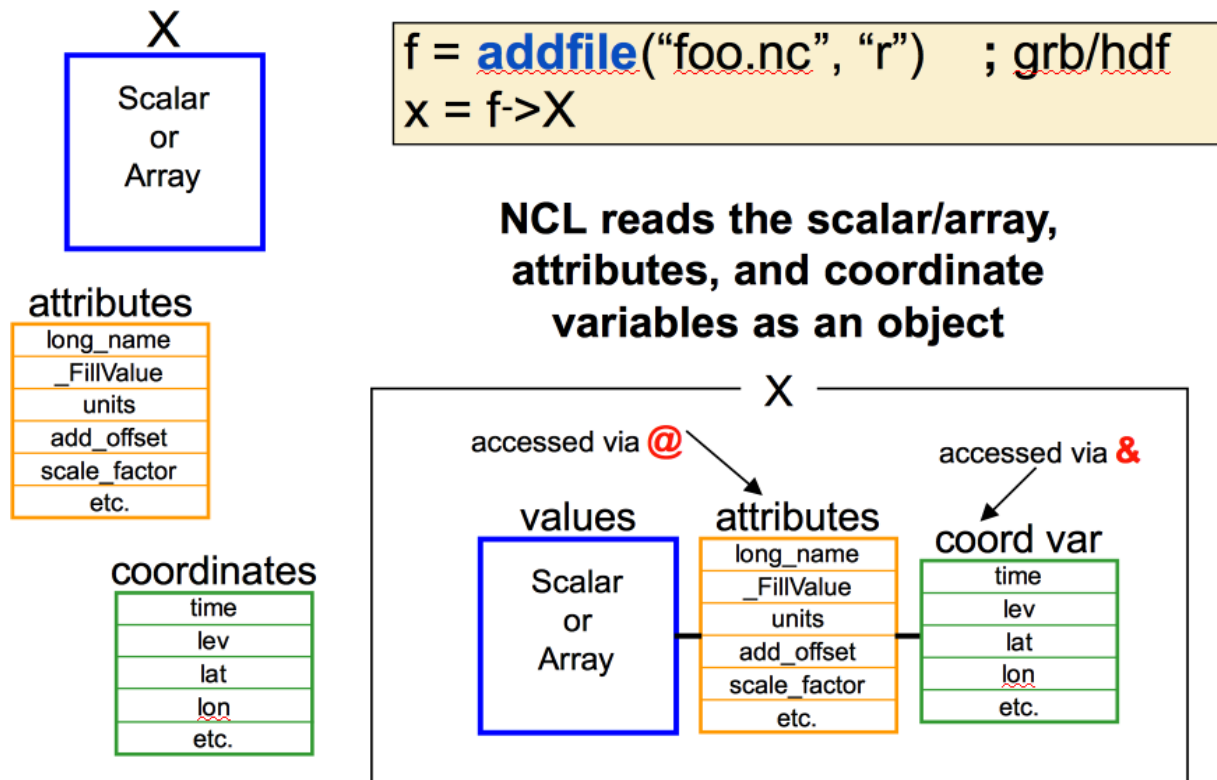 X
Scalar
or
Array
f = addfile(“foo.nc”, “r”) ; grb/hdf
x = f->X
NCL reads the scalar/array,
attributes, and coordinate
variables as an object
attributes
long_name
_FillValue
units
add_offset
scale_factor
etc.
coordinates
time
lev
lat
lon
etc.
X
accessed via @
accessed via &
values
Scalar
or
Array
attributes
long_name
_FillValue
units
add_offset
scale_factor
etc.
coord var
time
lev
lat
lon
etc.